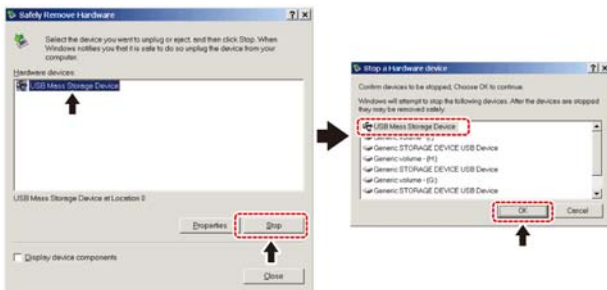 Safely Remove Hardware
Select the device you want to unplug or eject, and then click Stop. When
Windows notifies you that it is safe to do so unplug the device from your
computer.
Hardware devices:
USB Mass Storage Device
USB Mass Storage Device at Location 0
Properties
Stop
Display device components
Close
Stop a Hardware device
Confirm devices to be stopped, Choose OK to continue.
Windows will attempt to stop the following devices. After the devices are stopped
they may be removed safely.
USB Mass Storage Device
Generic volume
Generic STORAGE DEVICE USB Device
Generic volume - (H:)
Generic STORAGE DEVICE USB Device
Generic volume - (G:)
Generic STORAGE DEVICE USB Device
OK
Cancel